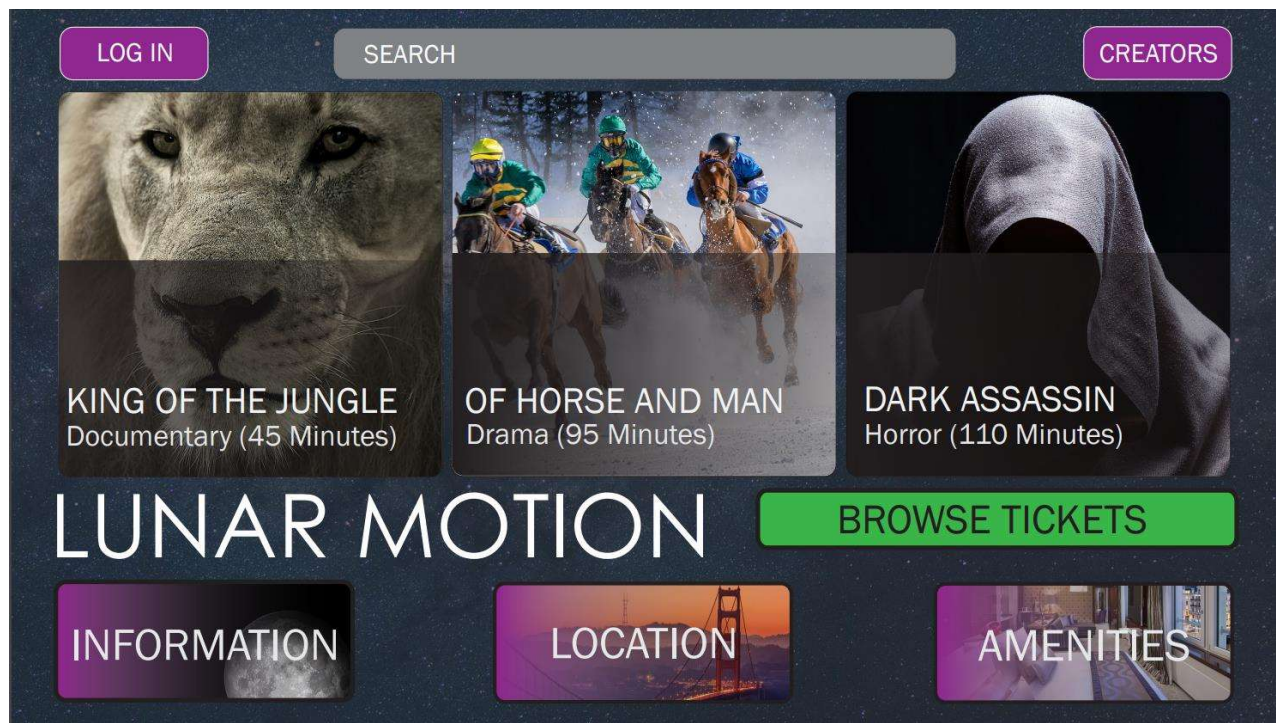 LOG IN
SEARCH
CREATORS
KING OF THE JUNGLE
Documentary (45 Minutes)
OF HORSE AND MAN
Drama (95 Minutes)
DARK ASSASSIN
Horror (110 Minutes)
LUNAR MOTION
BROWSE TICKETS
INFORMATION
LOCATION
AMENITIES